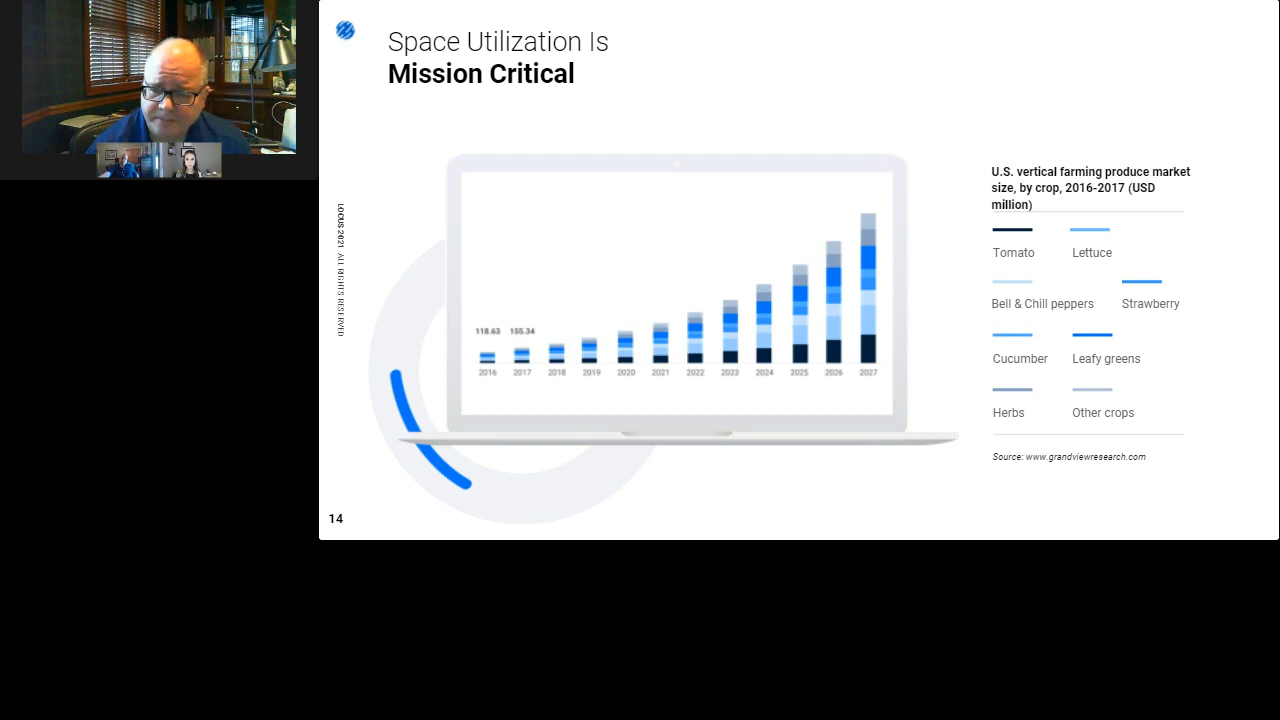 Space Utilization Is
Mission Critical
LOCUS 2021 ALL RIGHTS RESERVED
118.63 155.34
2016 2017 2018 2019 2020 2021 2022 2023 2024 2025 2026 2027
U.S. vertical farming produce market
size, by crop, 2016-2017 (USD
million)
Tomato Lettuce
Bell & Chill peppers Strawberry
Cucumber Leafy greens
Herbs Other crops
Source: www.grandviewresearch.com
14